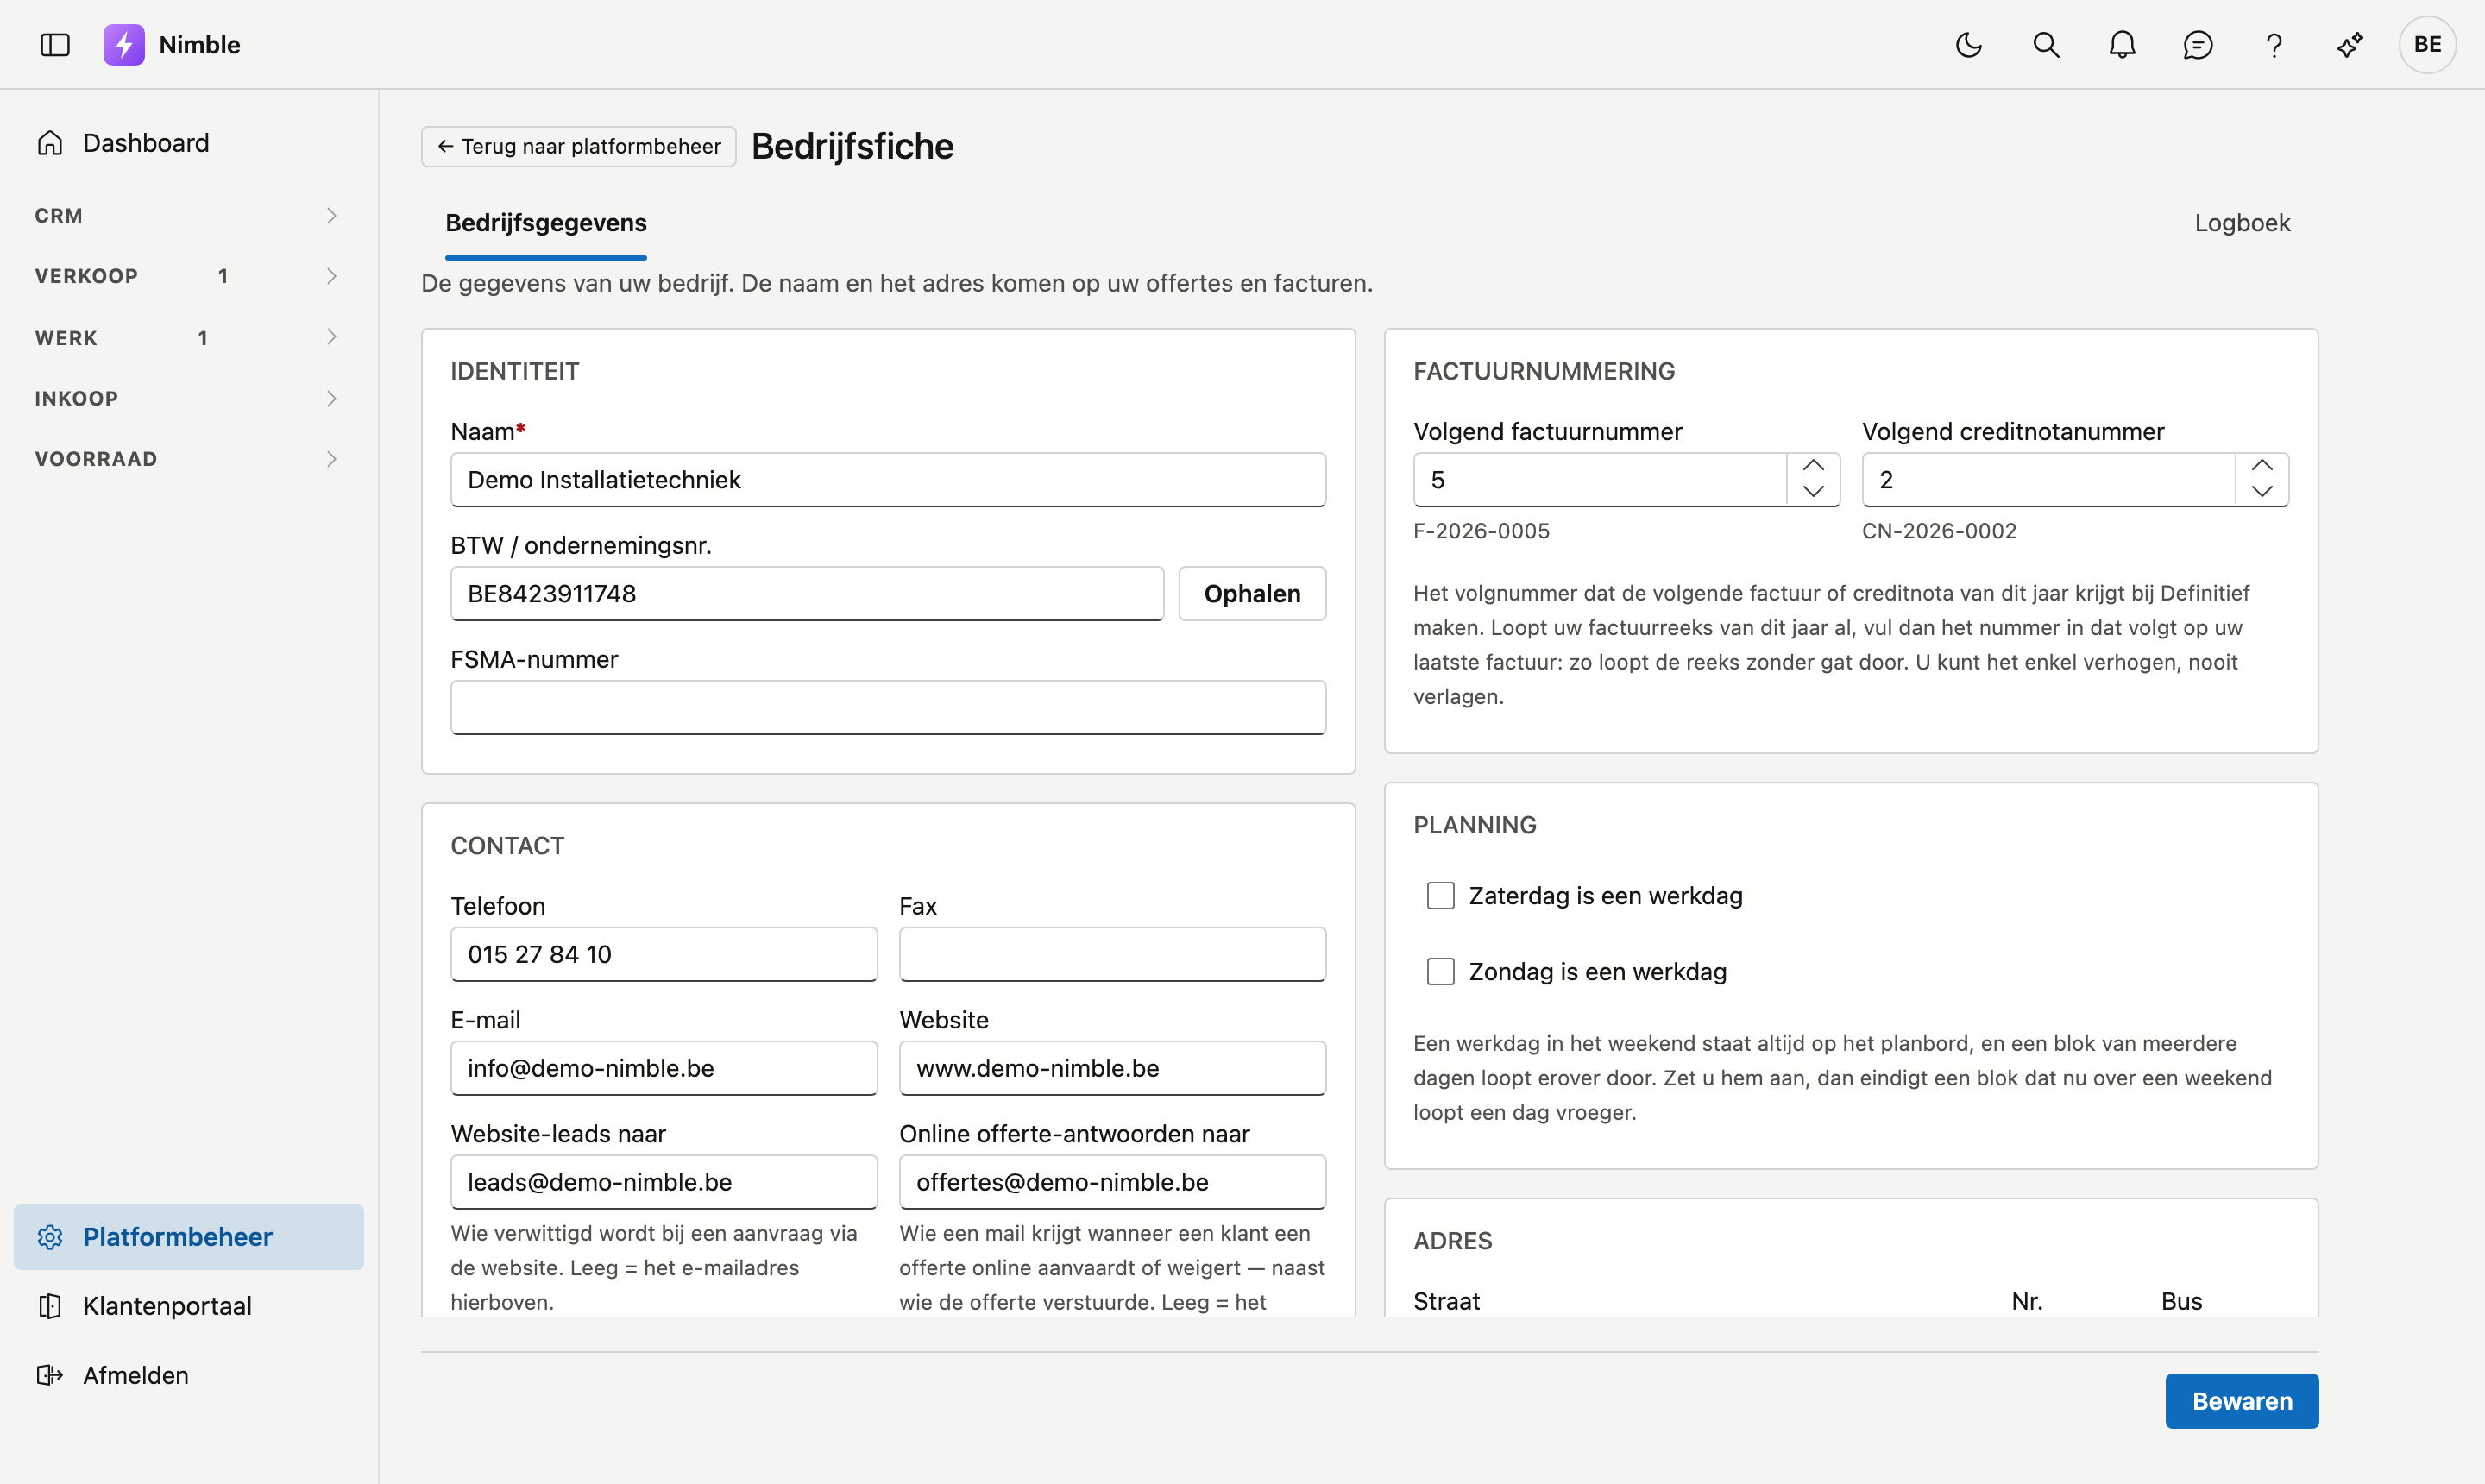 Nimble
BE
Dashboard
CRM
VERKOOP 1
WERK 1
INKOOP
VOORRAAD
Platformbeheer
Klantenportaal
Afmelden
← Terug naar platformbeheer
Bedrijfsfiche
Bedrijfsgegevens
Logboek
De gegevens van uw bedrijf. De naam en het adres komen op uw offertes en facturen.
IDENTITEIT
Naam*
Demo Installatietechniek
BTW / ondernemingsnr.
BE8423911748
Ophalen
FSMA-nummer
CONTACT
Telefoon
015 27 84 10
Fax
E-mail
info@demo-nimble.be
Website
www.demo-nimble.be
Website-leads naar
leads@demo-nimble.be
Wie verwittigd wordt bij een aanvraag via
de website. Leeg = het e-mailadres
hierboven.
Online offerte-antwoorden naar
offertes@demo-nimble.be
Wie een mail krijgt wanneer een klant een
offerte online aanvaardt of weigert — naast
wie de offerte verstuurde. Leeg = het
FACTUURNUMMERING
Volgend factuurnummer
5
F-2026-0005
Volgend creditnotanummer
2
CN-2026-0002
Het volgnummer dat de volgende factuur of creditnota van dit jaar krijgt bij Definitief
maken. Loopt uw factuurreeks van dit jaar al, vul dan het nummer in dat volgt op uw
laatste factuur: zo loopt de reeks zonder gat door. U kunt het enkel verhogen, nooit
verlagen.
PLANNING
Zaterdag is een werkdag
Zondag is een werkdag
Een werkdag in het weekend staat altijd op het planbord, en een blok van meerdere
dagen loopt erover door. Zet u hem aan, dan eindigt een blok dat nu over een weekend
loopt een dag vroeger.
ADRES
Straat
Nr.
Bus
Bewaren